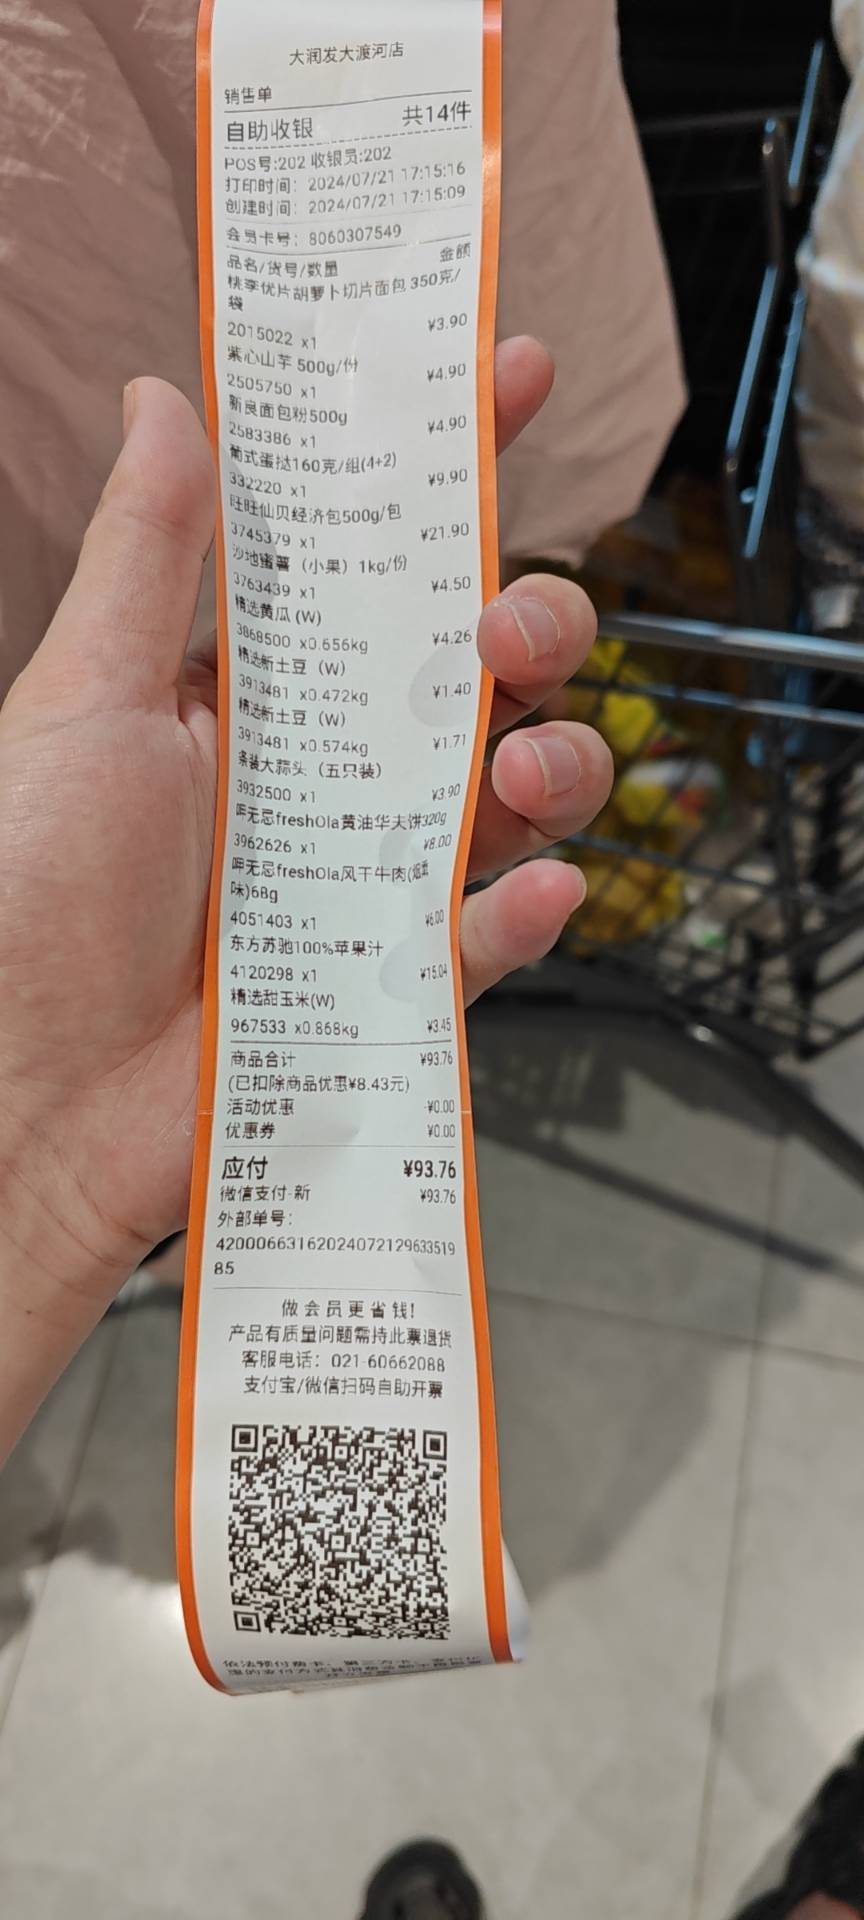 大润发大渡河店
销售单
自助收银 共14件
POS号:202 收银员:202
打印时间: 2024/07/21 17:15:16
创建时间: 2024/07/21 17:15:09
会员卡号: 8060307549
品名/货号/数量 金额
桃李优片胡萝卜切片面包 350克/
袋
2015022 x1 ¥3.90
紫心山芋 500g/份
2505750 x1 ¥4.90
新良面包粉500g
2583386 x1 ¥4.90
葡式蛋挞160克/组(4+2)
332220 x1 ¥9.90
旺旺仙贝经济包500g/包
3745379 x1 ¥21.90
沙地蜜薯（小果）1kg/份
3763439 x1 ¥4.50
精选黄瓜 (W)
3868500 x0.656kg ¥4.26
精选新土豆（W）
3913481 x0.472kg ¥1.40
精选新土豆（W）
3913481 x0.574kg ¥1.71
条装大蒜头（五只装）
3932500 x1 ¥3.90
呷无忌freshOla黄油华夫饼320g
3962626 x1 ¥8.00
呷无忌freshOla风干牛肉(
味)68g
4051403 x1 ¥6.00
东方苏驰100%苹果汁
4120298 x1 ¥15.04
精选甜玉米(W)
967533 x0.868kg ¥3.45
商品合计 ¥93.76
(已扣除商品优惠¥8.43元)
活动优惠 -¥0.00
优惠券 ¥0.00
应付 ¥93.76
微信支付-新 ¥93.76
外部单号:
42000663162024072129633519
85
做会员更省钱!
产品有质量问题需持此票退货
客服电话: 021-60662088
支付宝/微信扫码自助开票